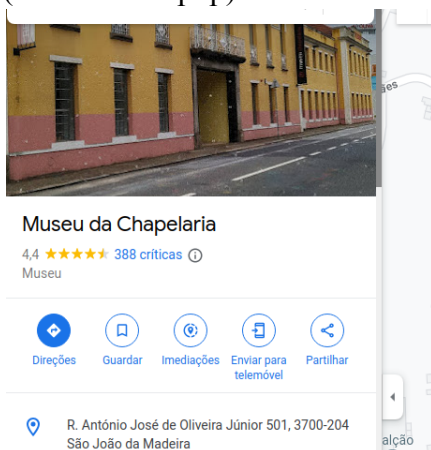 Museu da Chapelaria
4,4 388 críticas
Museu
Direções Guardar Imediações Enviar para telemóvel Partilhar
R. António José de Oliveira Júnior 501, 3700-204
São João da Madeira
alção